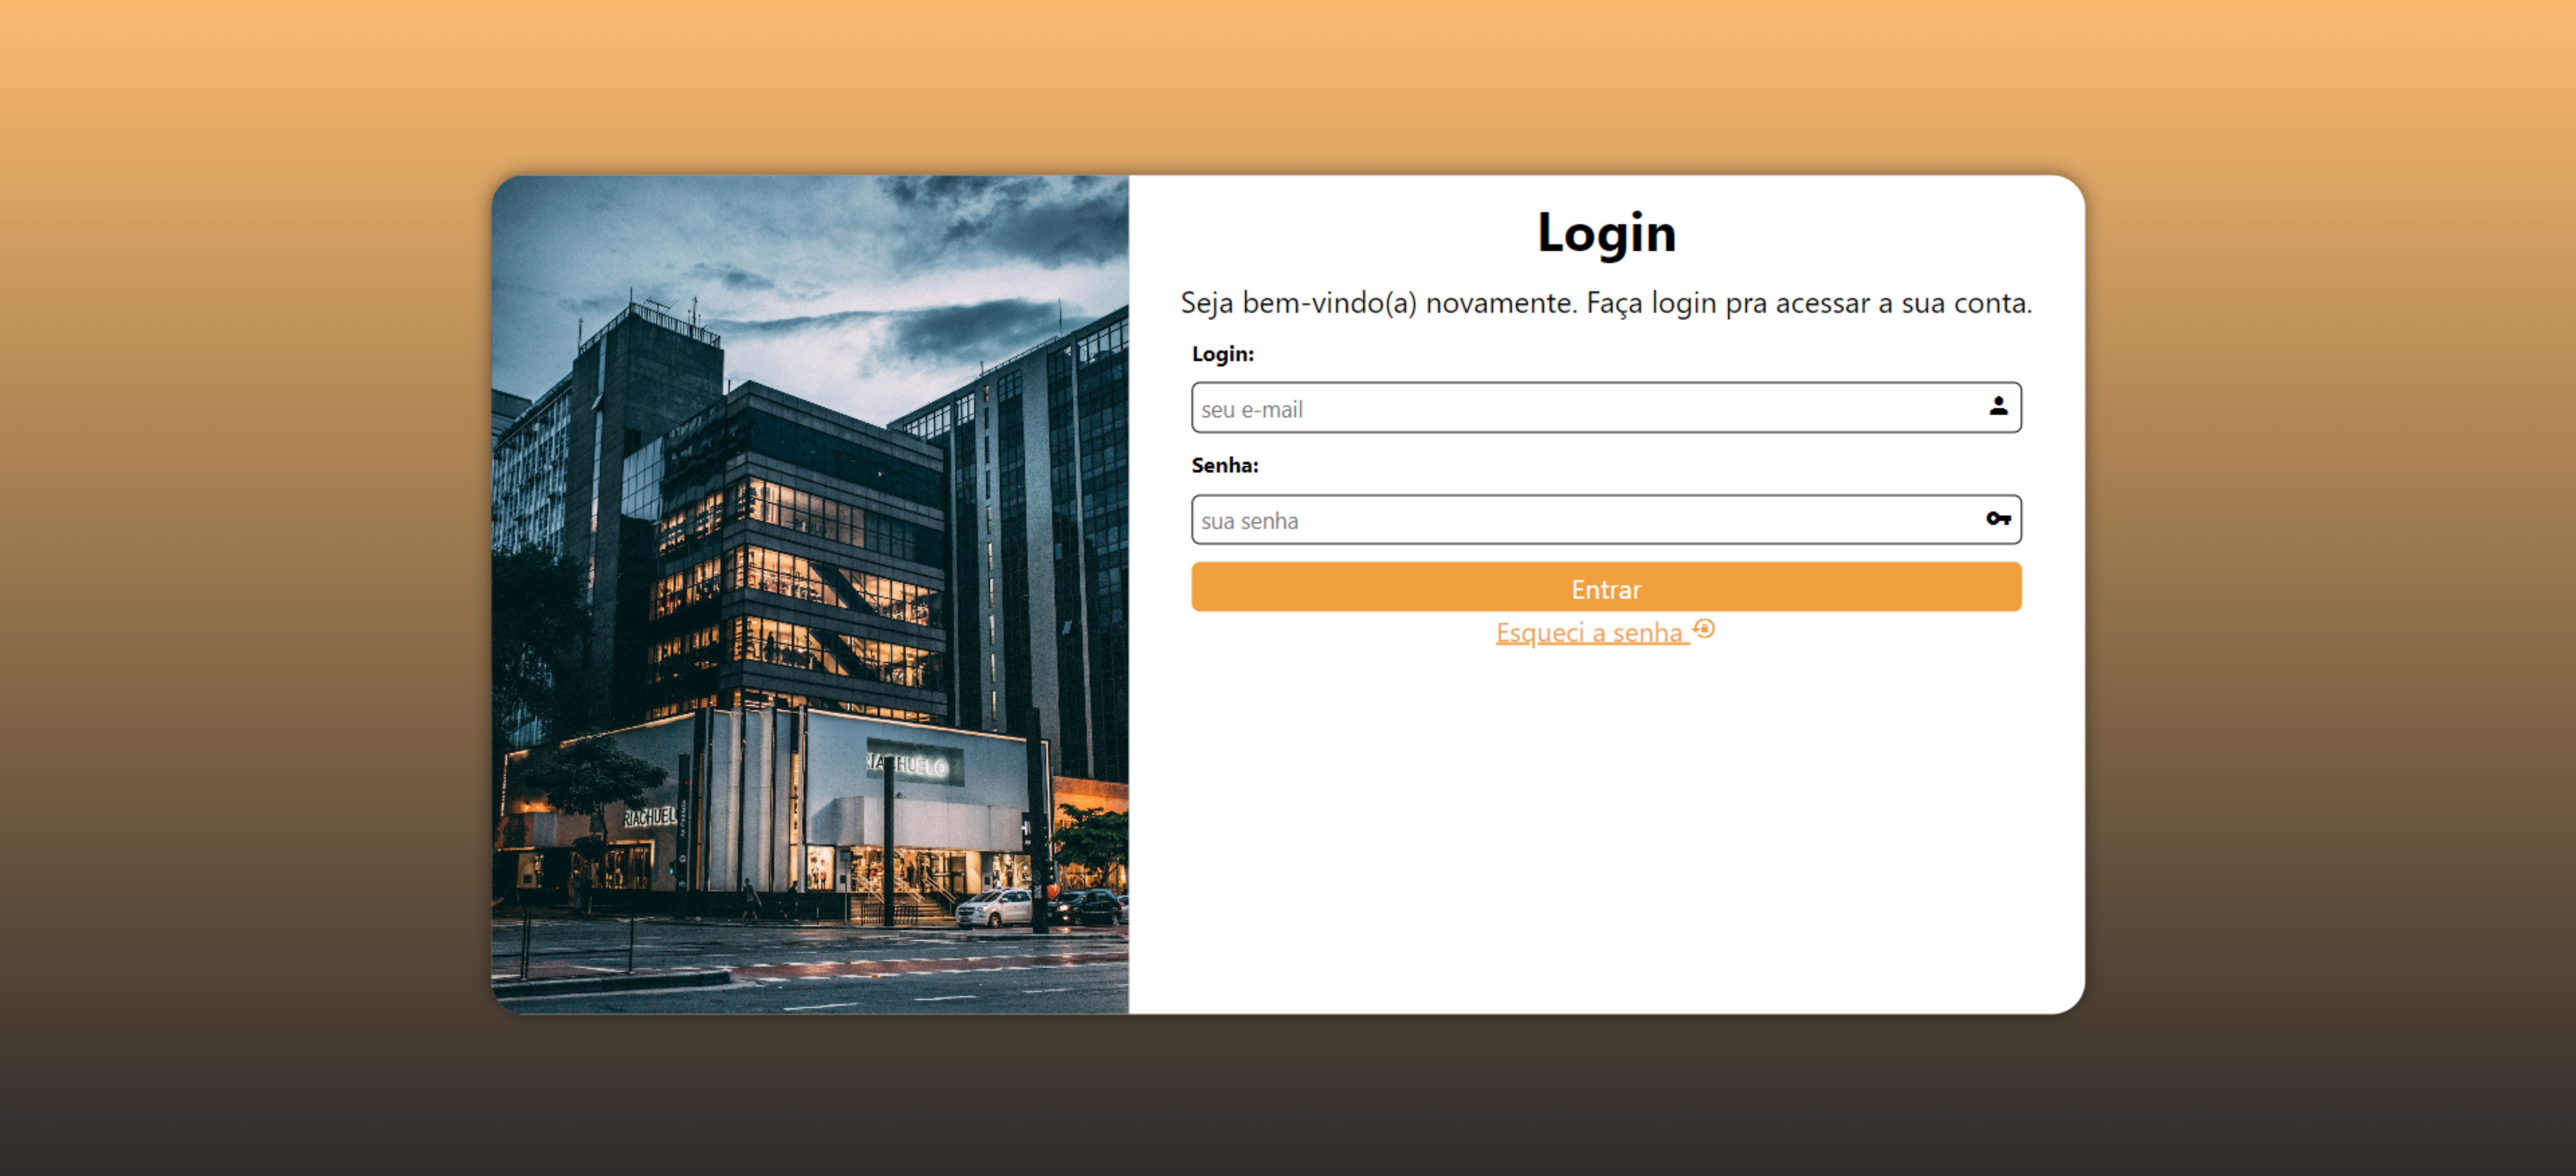 Login
Seja bem-vindo(a) novamente. Faça login pra acessar a sua conta.
Login:
seu e-mail
Senha:
sua senha
Entrar
Esqueci a senha
RIACHUELO
RIACHUEL